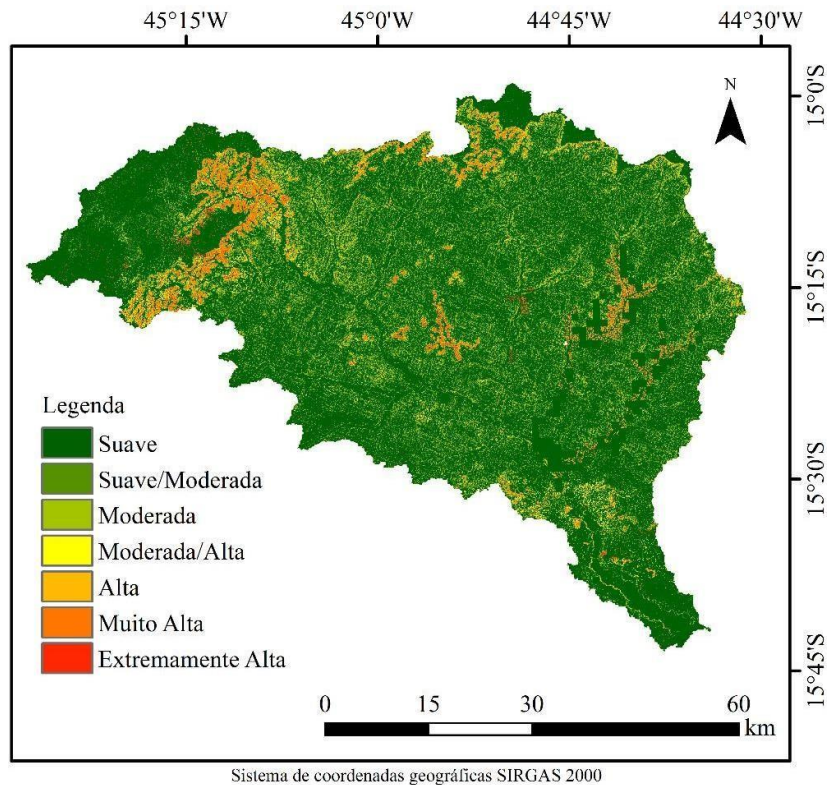 45°15'W 45°0'W 44°45'W 44°30'W
N
15°0'S
15°15'S
15°30'S
15°45'S
Legenda
Suave
Suave/Moderada
Moderada
Moderada/Alta
Alta
Muito Alta
Extremamente Alta
0 15 30 60
km
Sistema de coordenadas geográficas SIRGAS 2000